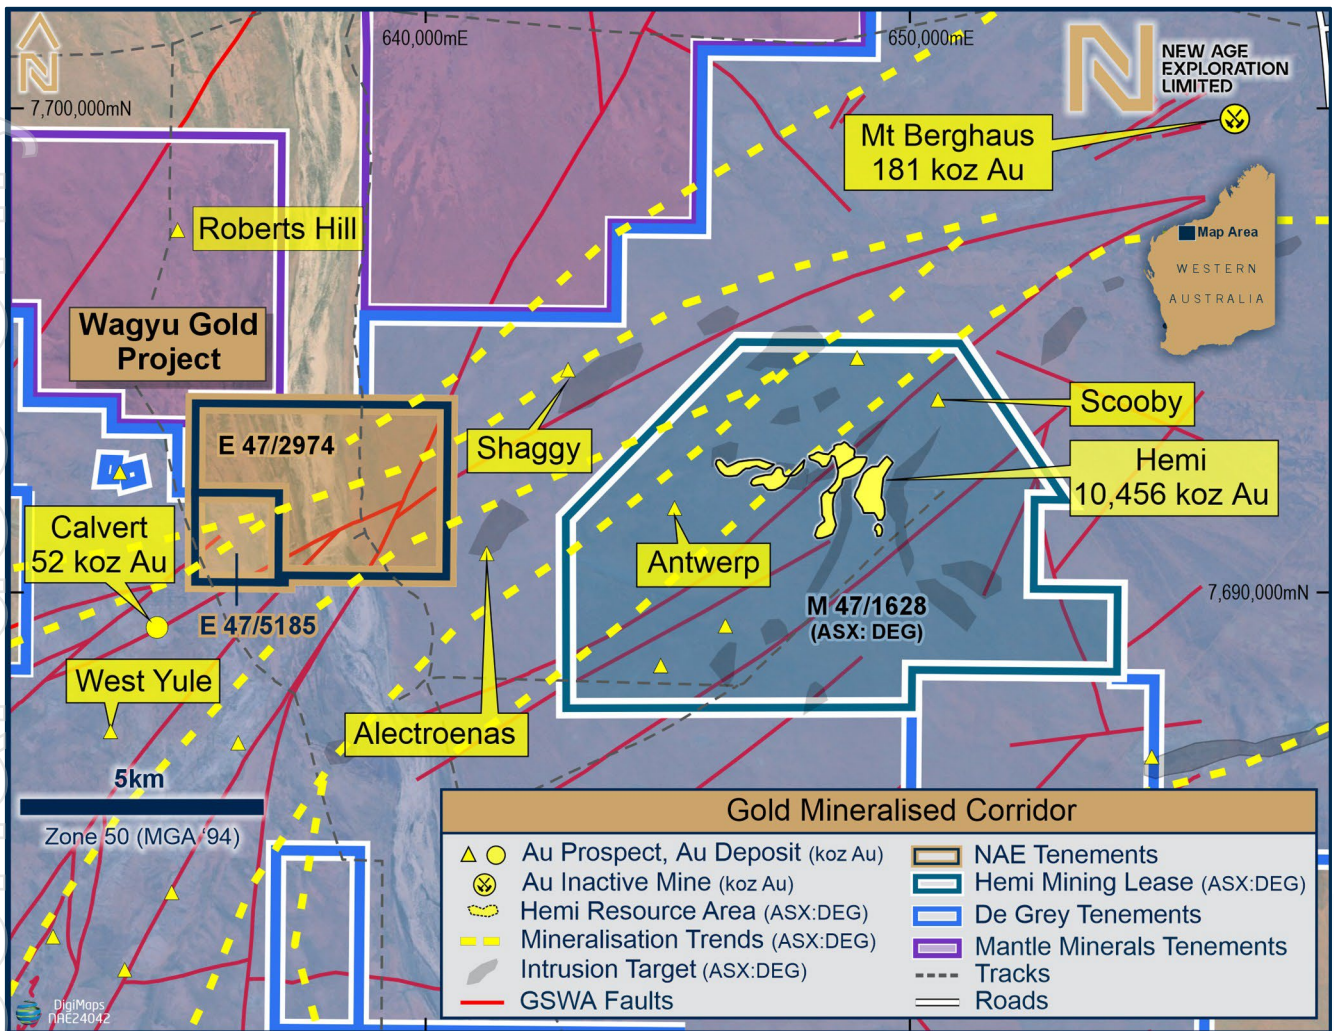 N
640,000mE
650,000mE
N
NEW AGE
EXPLORATION
LIMITED
7,700,000mN
Mt Berghaus
181 koz Au
Roberts Hill
Map Area
WESTERN
AUSTRALIA
Wagyu Gold
Project
E 47/2974
Shaggy
Scooby
Hemi
10,456 koz Au
Calvert
52 koz Au
Antwerp
7,690,000mN
M 47/1628
(ASX: DEG)
E 47/5185
West Yule
Alectroenas
5km
Zone 50 (MGA '94)
Gold Mineralised Corridor
Au Prospect, Au Deposit (koz Au)
Au Inactive Mine (koz Au)
Hemi Resource Area (ASX:DEG)
Mineralisation Trends (ASX:DEG)
Intrusion Target (ASX:DEG)
GSWA Faults
NAE Tenements
Hemi Mining Lease (ASX:DEG)
De Grey Tenements
Mantle Minerals Tenements
Tracks
Roads
DigiMaps
NAE24042